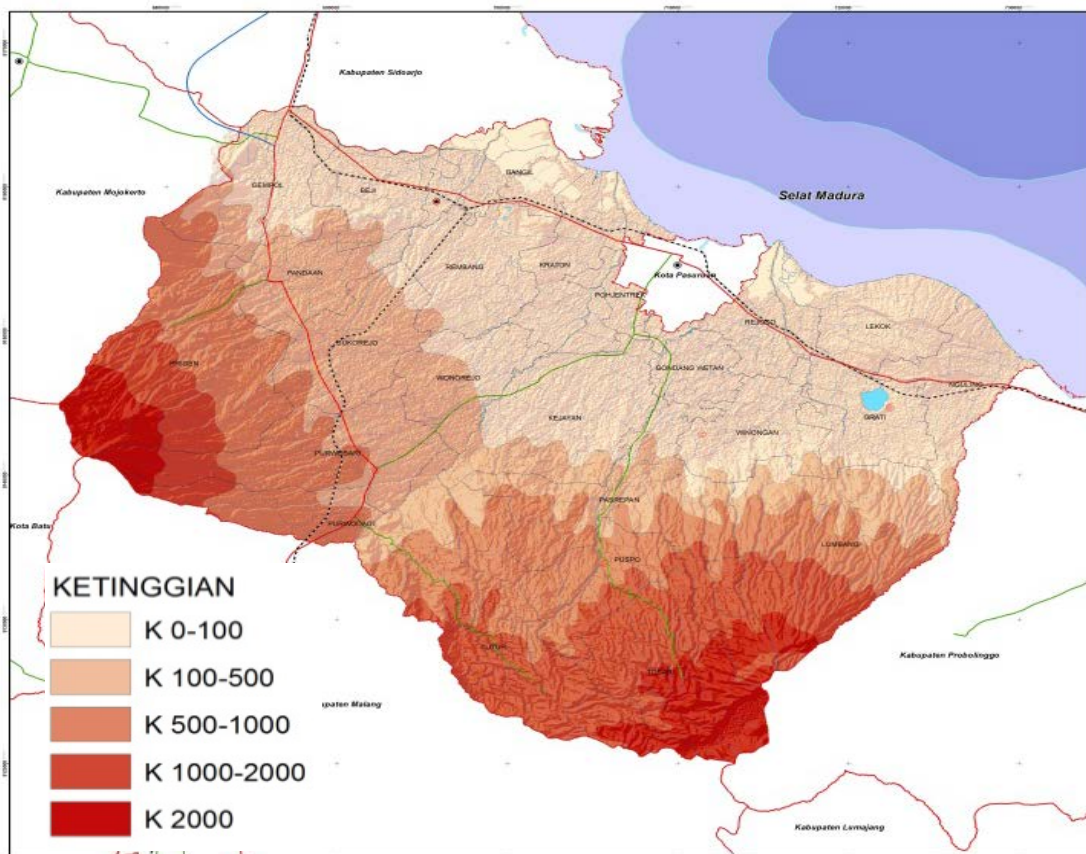 Kabupaten Sidoarjo
Kabupaten Mojokerto
BANGIL
GEMPOL
BEJI
Selat Madura
REMBANG
KRATON
PANDAAN
Kota Pasuruan
POHJENTREK
REJOSO
LEKOK
SUKOREJO
PRIGEN
WONOREJO
GONDANG WETAN
NGULING
KEJAYAN
WINONGAN
GRATI
PURWOSARI
PASREPAN
Kota Batu
PURWODADI
PUSPO
LUMBANG
KETINGGIAN
K 0-100
K 100-500
K 500-1000
K 1000-2000
K 2000
TUTUR
TOSARI
Kabupaten Probolinggo
upaten Malang
Kabupaten Lumajang